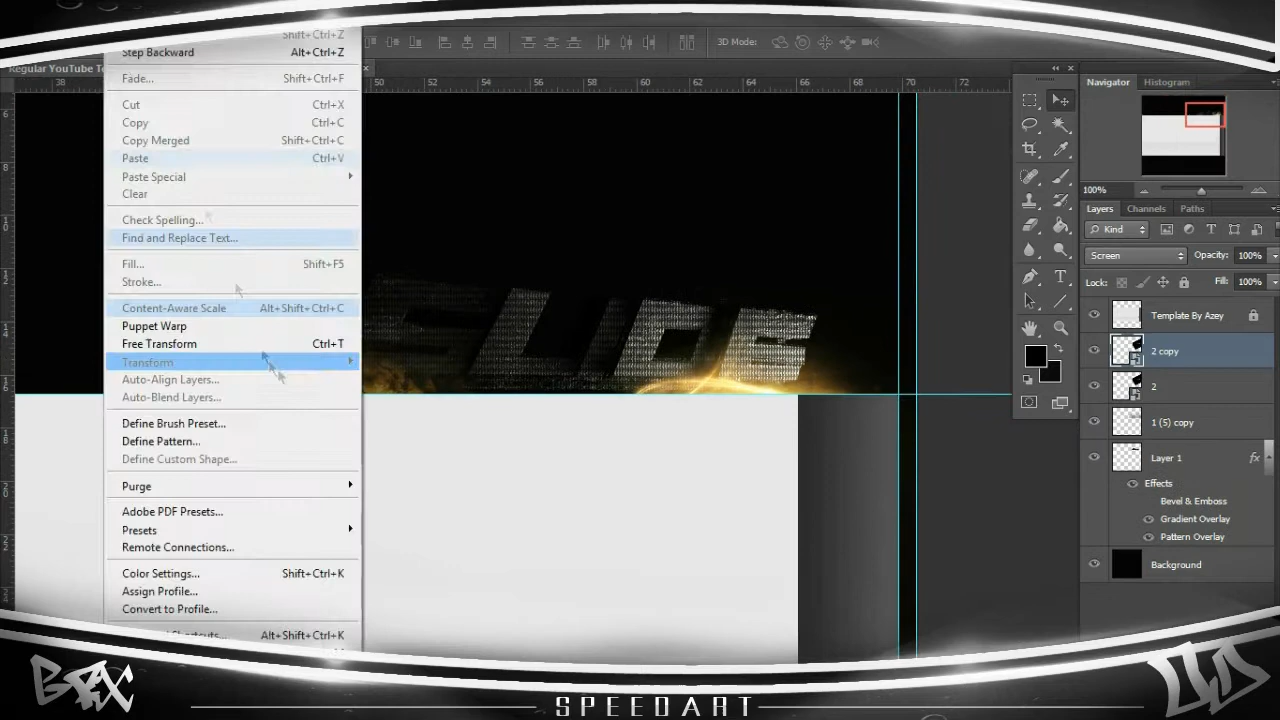 Shift+Ctrl+Z
Step Backward Alt+Ctrl+Z
3D Mode:
Regular YouTube T
Fade... Shift+Ctrl+F
38 50 52 54 56 58 60 62 64 66 68 70 72
Navigator Histogram
Cut Ctrl+X
Copy Ctrl+C
Copy Merged Shift+Ctrl+C
Paste Ctrl+V
Paste Special
Clear
100%
Layers Channels Paths
Check Spelling...
Kind
Find and Replace Text...
Screen Opacity: 100%
Fill... Shift+F5
Stroke...
Lock: Fill: 100%
Content-Aware Scale Alt+Shift+Ctrl+C
Template By Azey
Puppet Warp
Free Transform Ctrl+T
2 copy
Transform
Auto-Align Layers...
2
Auto-Blend Layers...
Define Brush Preset...
1 (5) copy
Define Pattern...
Define Custom Shape...
Layer 1 fx
Purge
Effects
Bevel & Emboss
Adobe PDF Presets...
Gradient Overlay
Presets
Pattern Overlay
Remote Connections...
Background
Color Settings... Shift+Ctrl+K
Assign Profile...
Convert to Profile...
Alt+Shift+Ctrl+K
SPEEDART